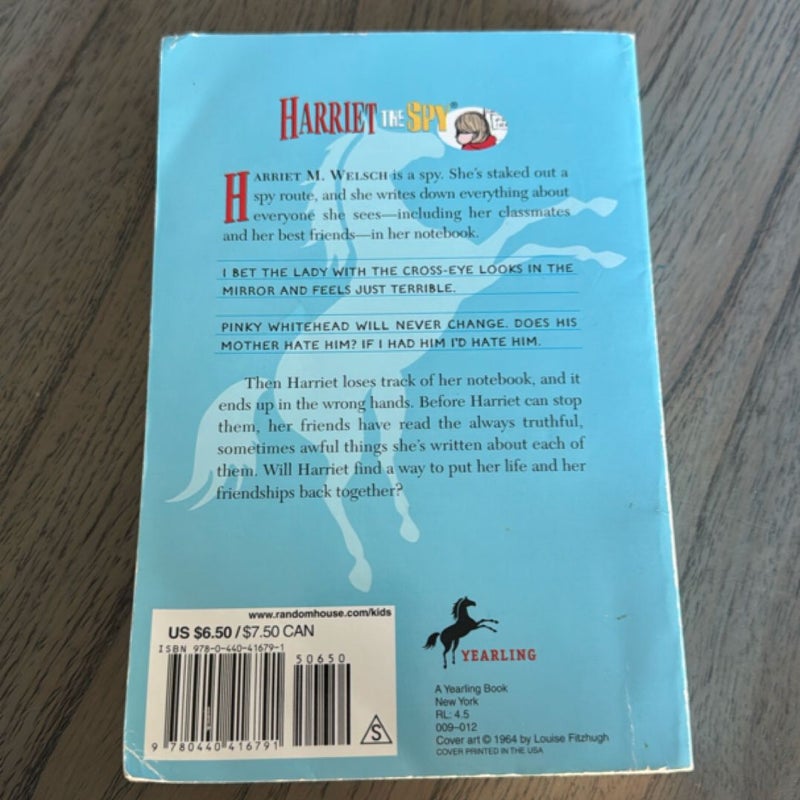 HARRIET THE SPY®
HARRIET M. WELSCH is a spy. She's staked out a
spy route, and she writes down everything about
everyone she sees—including her classmates
and her best friends—in her notebook.
I BET THE LADY WITH THE CROSS-EYE LOOKS IN THE
MIRROR AND FEELS JUST TERRIBLE.
PINKY WHITEHEAD WILL NEVER CHANGE. DOES HIS
MOTHER HATE HIM? IF I HAD HIM I'D HATE HIM.
Then Harriet loses track of her notebook, and it
ends up in the wrong hands. Before Harriet can stop
them, her friends have read the always truthful,
sometimes awful things she's written about each of
them. Will Harriet find a way to put her life and her
friendships back together?
www.randomhouse.com/kids
US $6.50 / $7.50 CAN
ISBN 978-0-440-41679-1
50650
9 780440 416791
S
YEARLING
A Yearling Book
New York
RL: 4.5
009–012
Cover art © 1964 by Louise Fitzhugh
COVER PRINTED IN THE USA